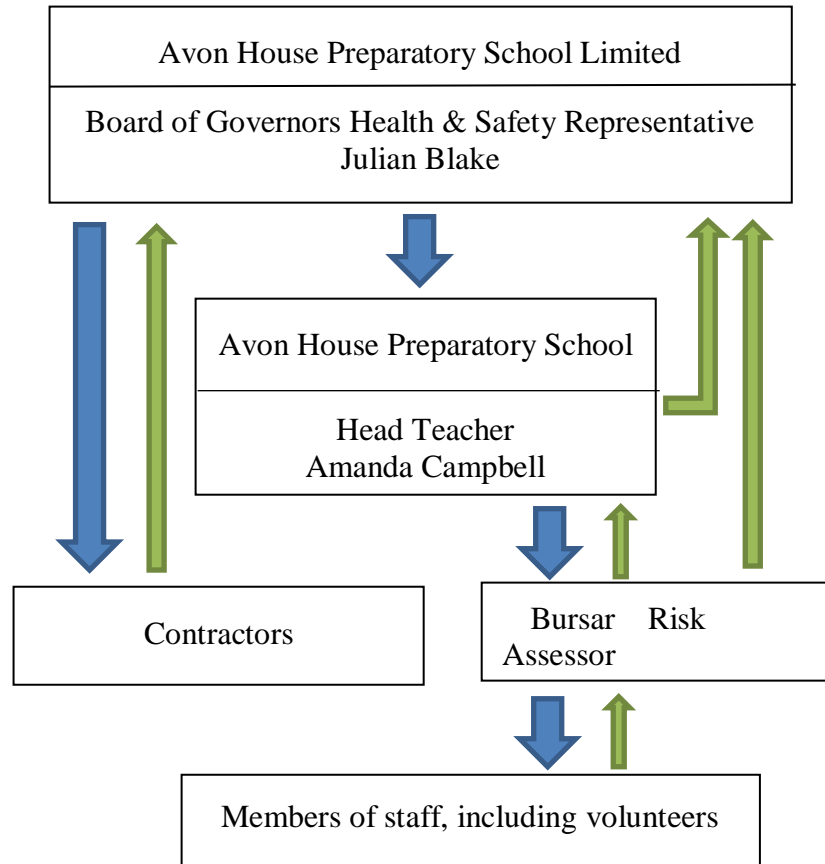 Avon House Preparatory School Limited
Board of Governors Health & Safety Representative
Julian Blake
Avon House Preparatory School
Head Teacher
Amanda Campbell
Contractors
Bursar Risk
Assessor
Members of staff, including volunteers